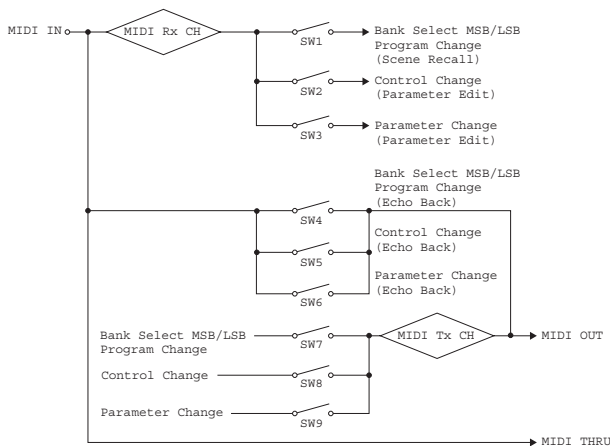 MIDI IN
MIDI Rx CH
SW1
Bank Select MSB/LSB
Program Change
(Scene Recall)
SW2
Control Change
(Parameter Edit)
SW3
Parameter Change
(Parameter Edit)
Bank Select MSB/LSB
Program Change
(Echo Back)
SW4
Control Change
(Echo Back)
SW5
Parameter Change
(Echo Back)
SW6
Bank Select MSB/LSB
Program Change
SW7
MIDI Tx CH
MIDI OUT
Control Change
SW8
Parameter Change
SW9
MIDI THRU